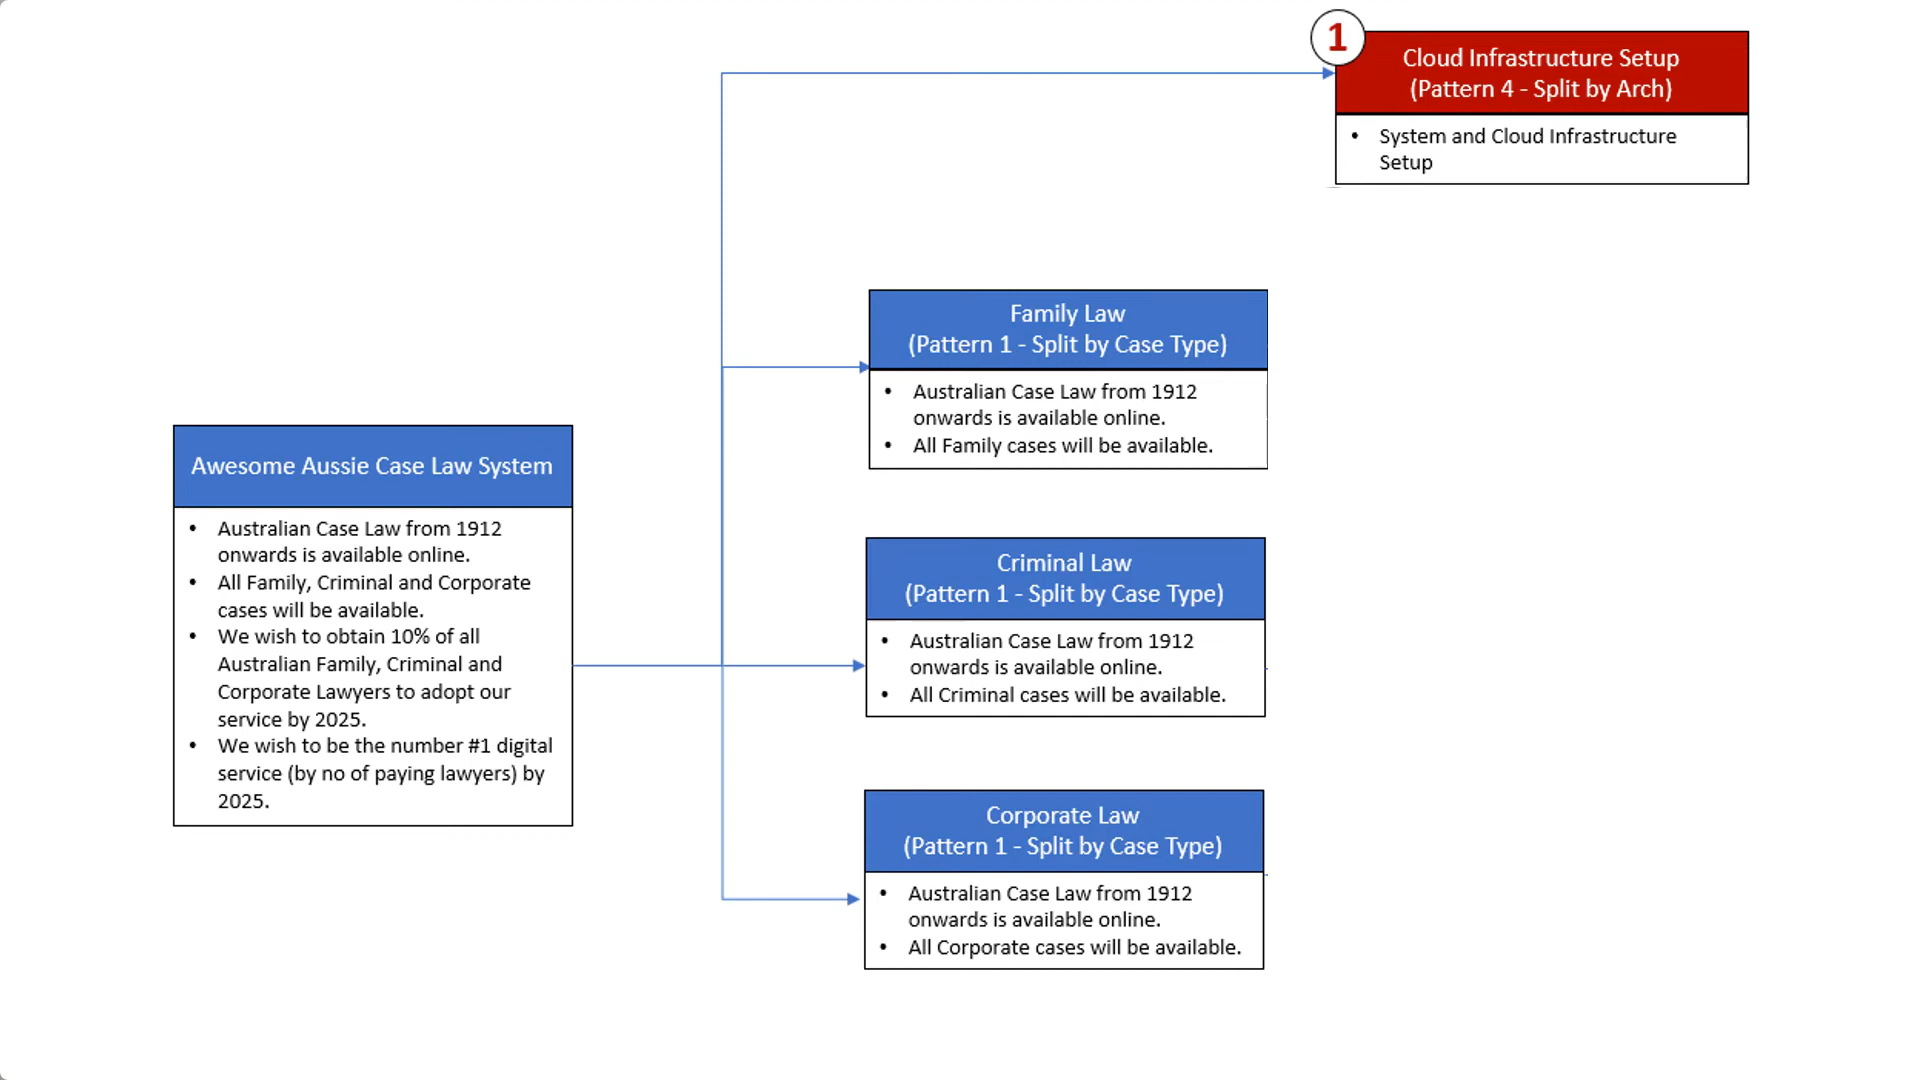 1
Cloud Infrastructure Setup
(Pattern 4 - Split by Arch)
• System and Cloud Infrastructure
Setup
Family Law
(Pattern 1 - Split by Case Type)
• Australian Case Law from 1912
onwards is available online.
• All Family cases will be available.
Awesome Aussie Case Law System
• Australian Case Law from 1912
onwards is available online.
• All Family, Criminal and Corporate
cases will be available.
• We wish to obtain 10% of all
Australian Family, Criminal and
Corporate Lawyers to adopt our
service by 2025.
• We wish to be the number #1 digital
service (by no of paying lawyers) by
2025.
Criminal Law
(Pattern 1 - Split by Case Type)
• Australian Case Law from 1912
onwards is available online.
• All Criminal cases will be available.
Corporate Law
(Pattern 1 - Split by Case Type)
• Australian Case Law from 1912
onwards is available online.
• All Corporate cases will be available.